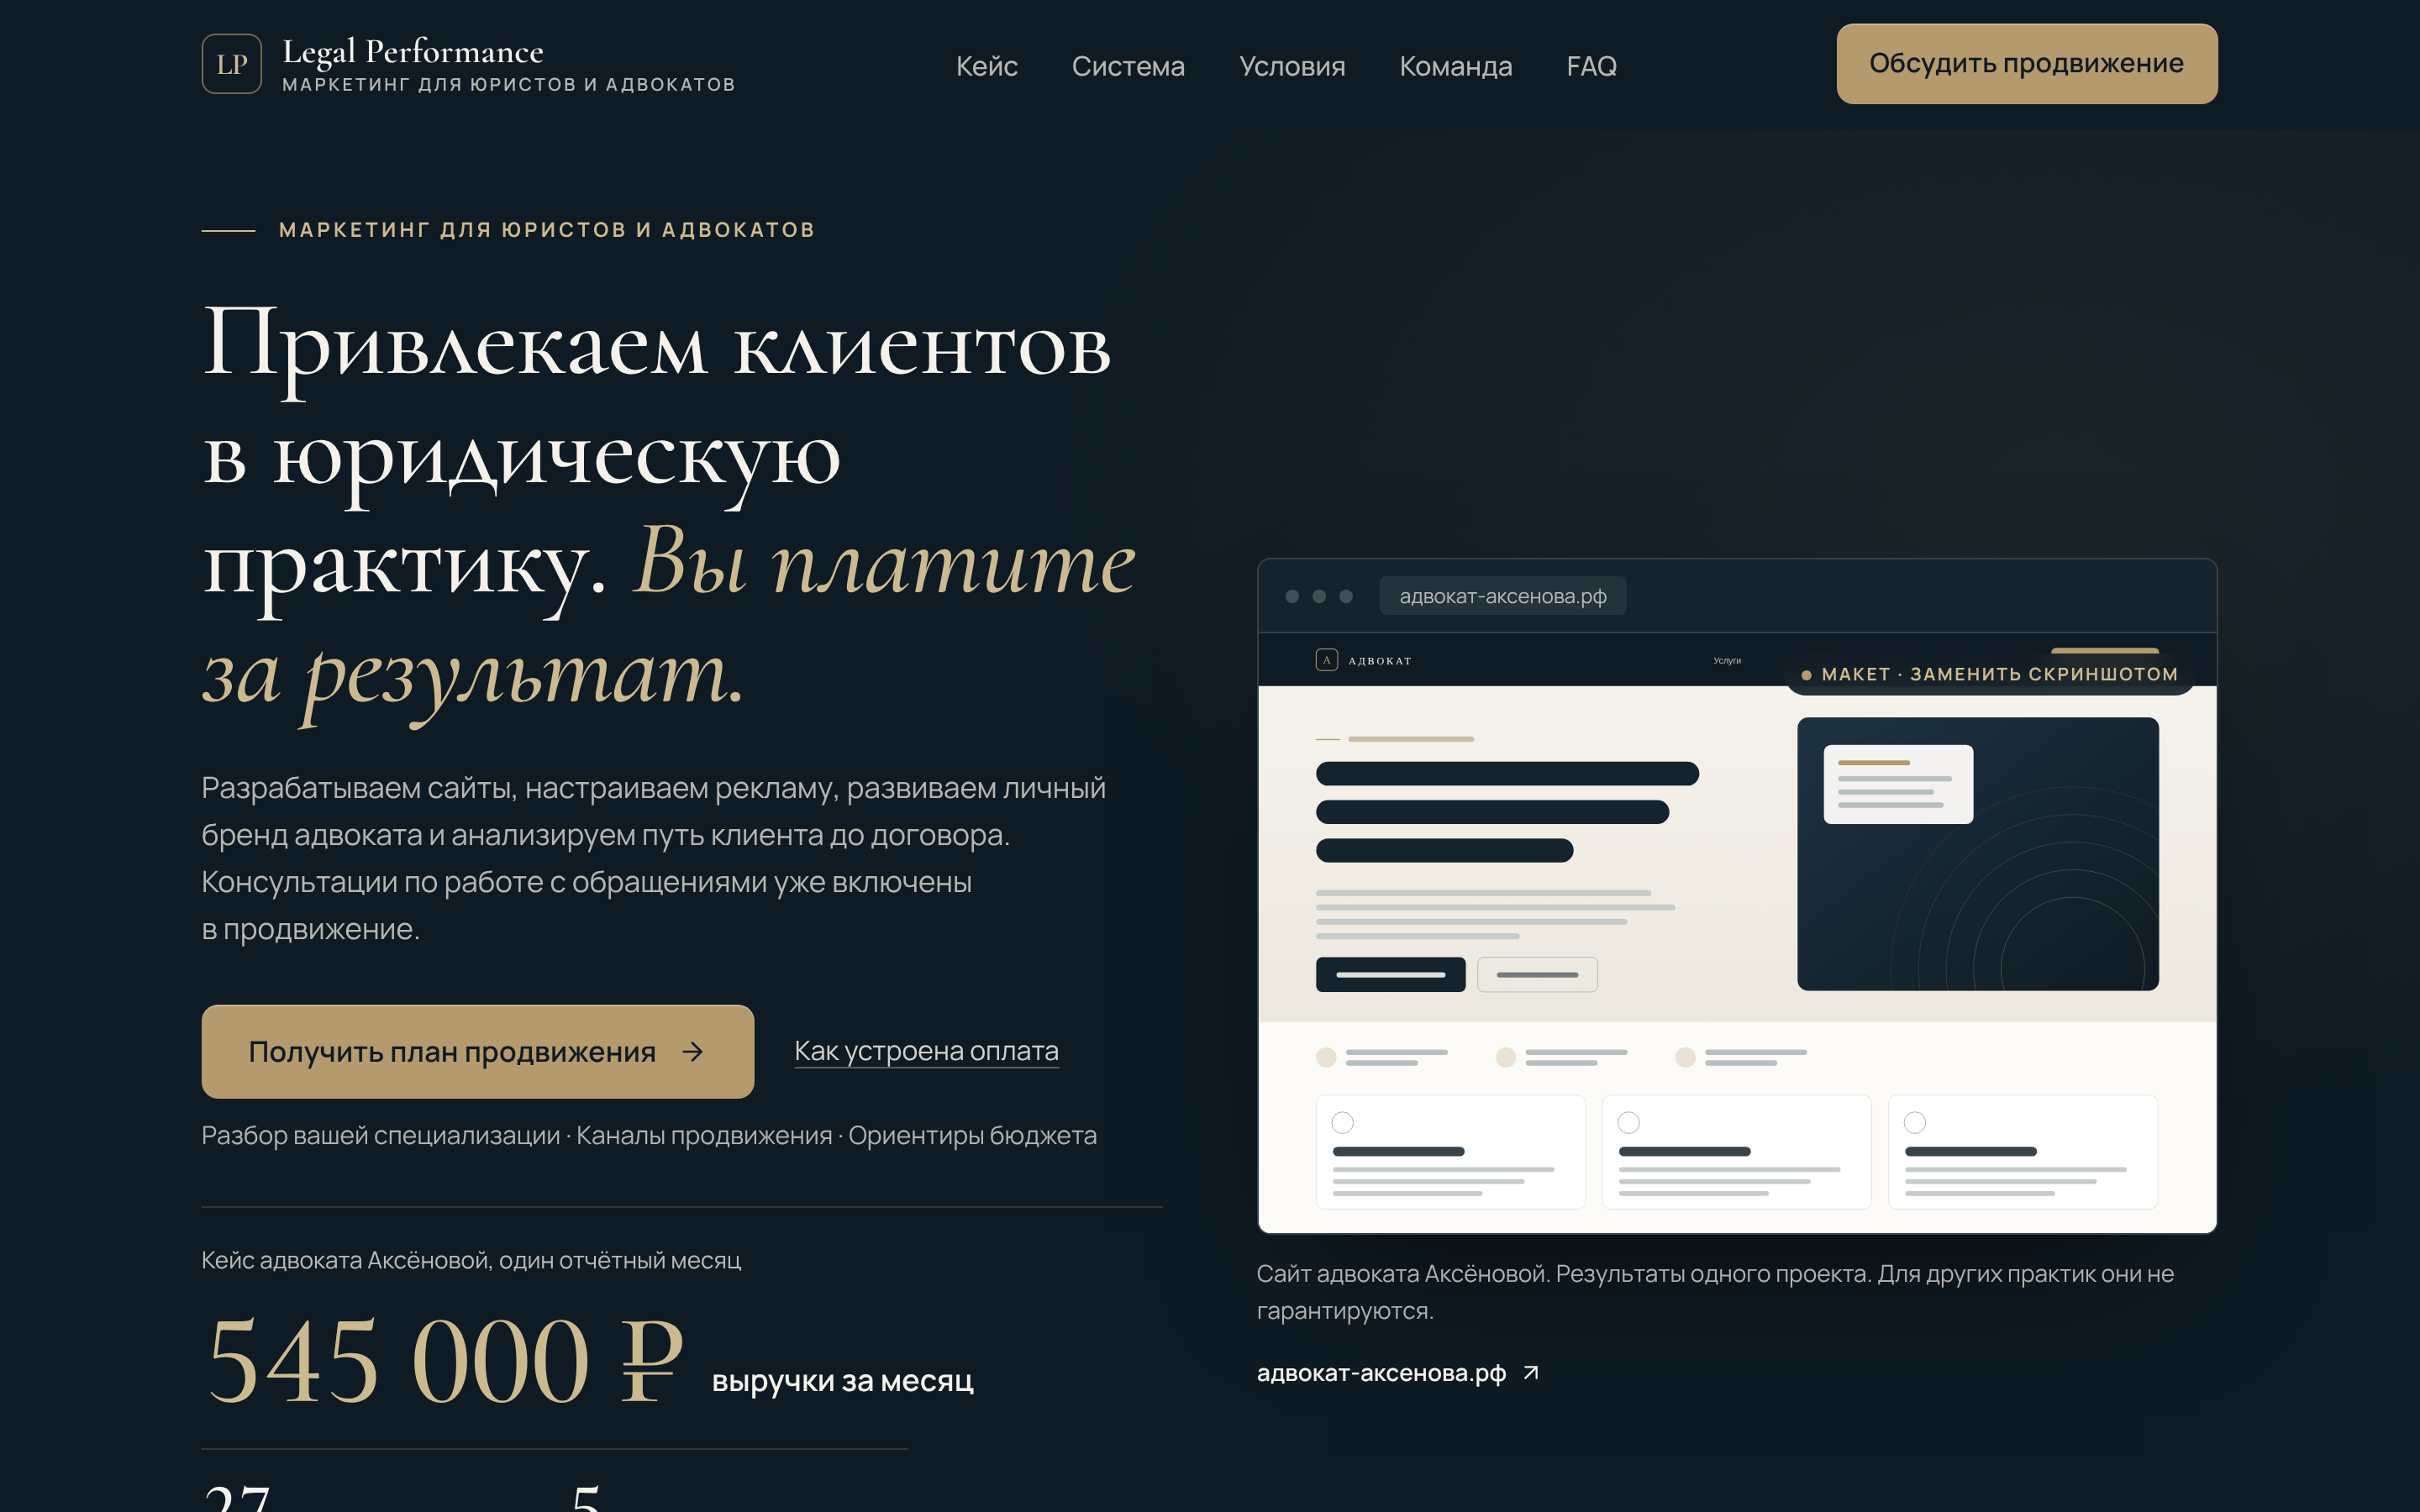 LP
Legal Performance
МАРКЕТИНГ ДЛЯ ЮРИСТОВ И АДВОКАТОВ
Кейс
Система
Условия
Команда
FAQ
Обсудить продвижение
МАРКЕТИНГ ДЛЯ ЮРИСТОВ И АДВОКАТОВ
Привлекаем клиентов
в юридическую
практику. Вы платите
за результат.
Разрабатываем сайты, настраиваем рекламу, развиваем личный
бренд адвоката и анализируем путь клиента до договора.
Консультации по работе с обращениями уже включены
в продвижение.
Получить план продвижения →
Как устроена оплата
Разбор вашей специализации · Каналы продвижения · Ориентиры бюджета
Кейс адвоката Аксёновой, один отчётный месяц
545 000 ₽ выручки за месяц
27
5
адвокат-аксенова.рф
А
АДВОКАТ
Услуги
МАКЕТ · ЗАМЕНИТЬ СКРИНШОТОМ
Сайт адвоката Аксёновой. Результаты одного проекта. Для других практик они не
гарантируются.
адвокат-аксенова.рф ↗